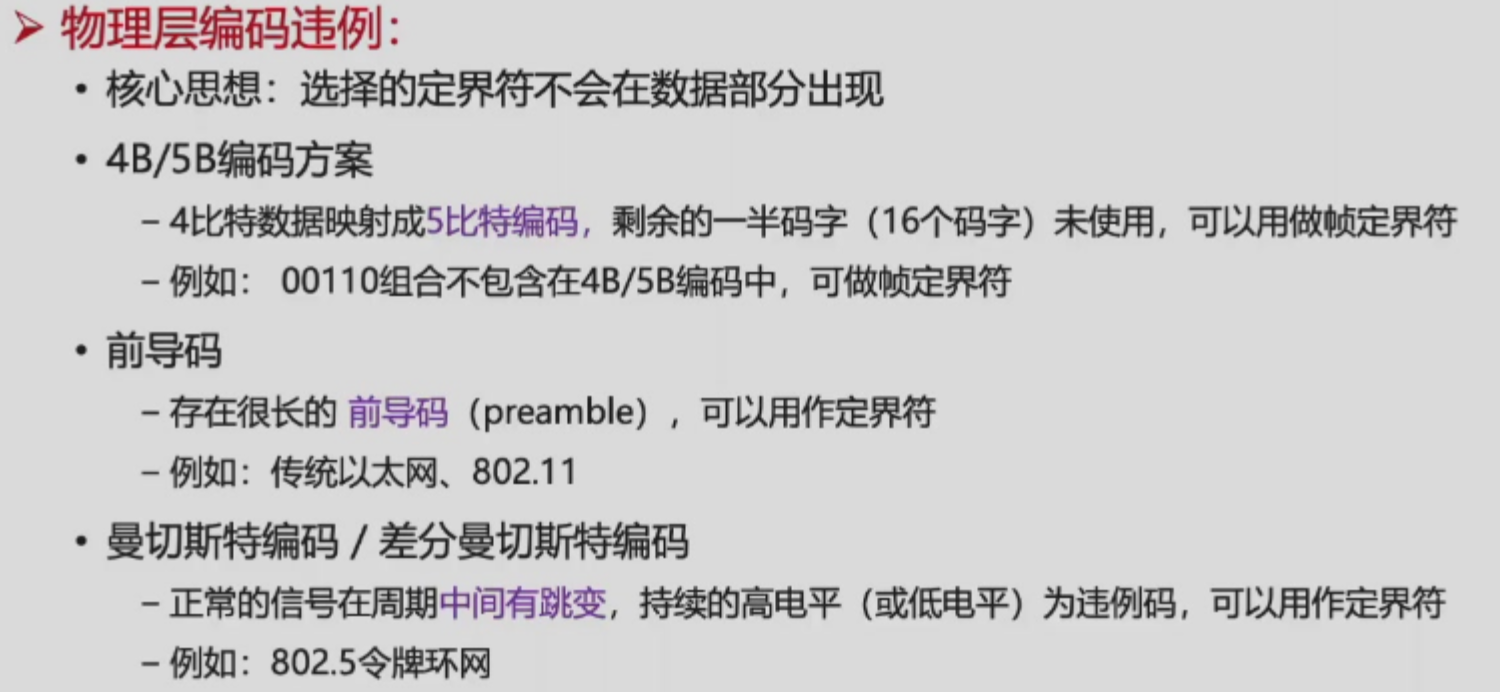 ➢ 物理层编码违例：
• 核心思想：选择的定界符不会在数据部分出现
• 4B/5B编码方案
– 4比特数据映射成5比特编码，剩余的一半码字（16个码字）未使用，可以用做帧定界符
– 例如： 00110组合不包含在4B/5B编码中，可做帧定界符
• 前导码
– 存在很长的 前导码（preamble），可以用作定界符
– 例如：传统以太网、802.11
• 曼切斯特编码 / 差分曼切斯特编码
– 正常的信号在周期中间有跳变，持续的高电平（或低电平）为违例码，可以用作定界符
– 例如：802.5令牌环网